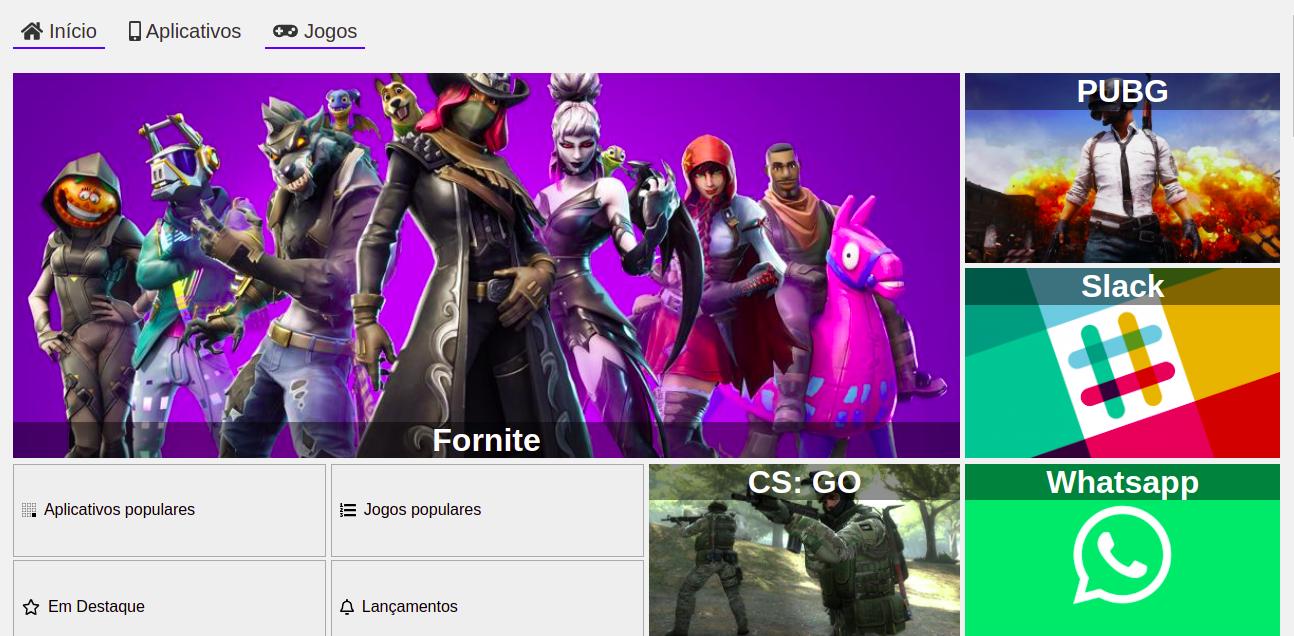 Início
Aplicativos
Jogos
PUBG
Slack
Fornite
Aplicativos populares
Jogos populares
CS: GO
Whatsapp
Em Destaque
Lançamentos